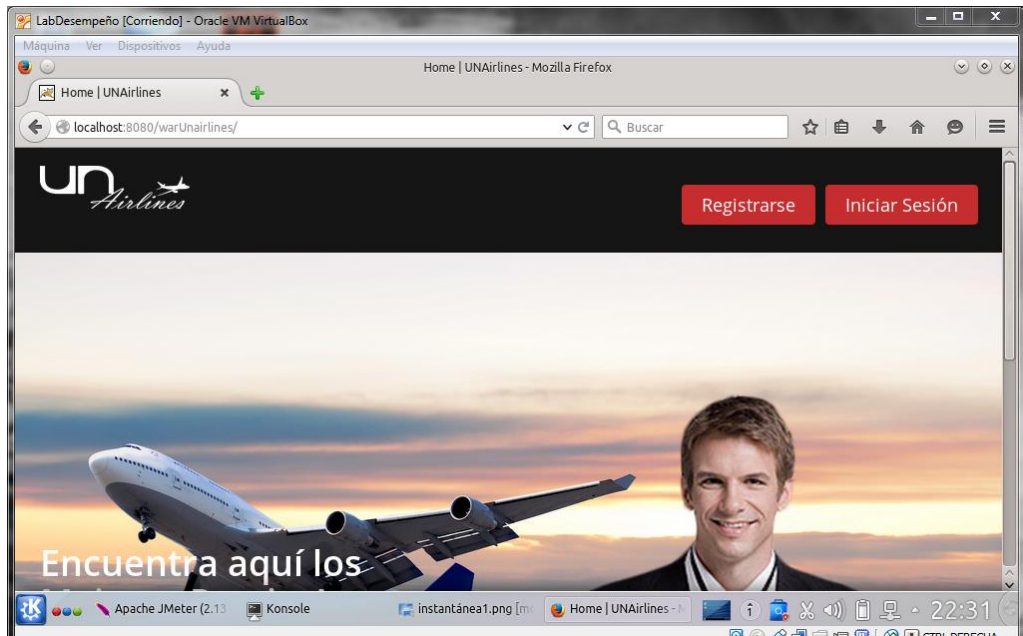 LabDesempeño [Corriendo] - Oracle VM VirtualBox
Máquina Ver Dispositivos Ayuda
Home | UNAirlines - Mozilla Firefox
Home | UNAirlines
localhost:8080/warUnairlines/
Buscar
un Airlines
Registrarse
Iniciar Sesión
Encuentra aquí los
Apache JMeter (2.13
Konsole
instantánea1.png [m
Home | UNAirlines - M
22:31
CTRL DERECHA